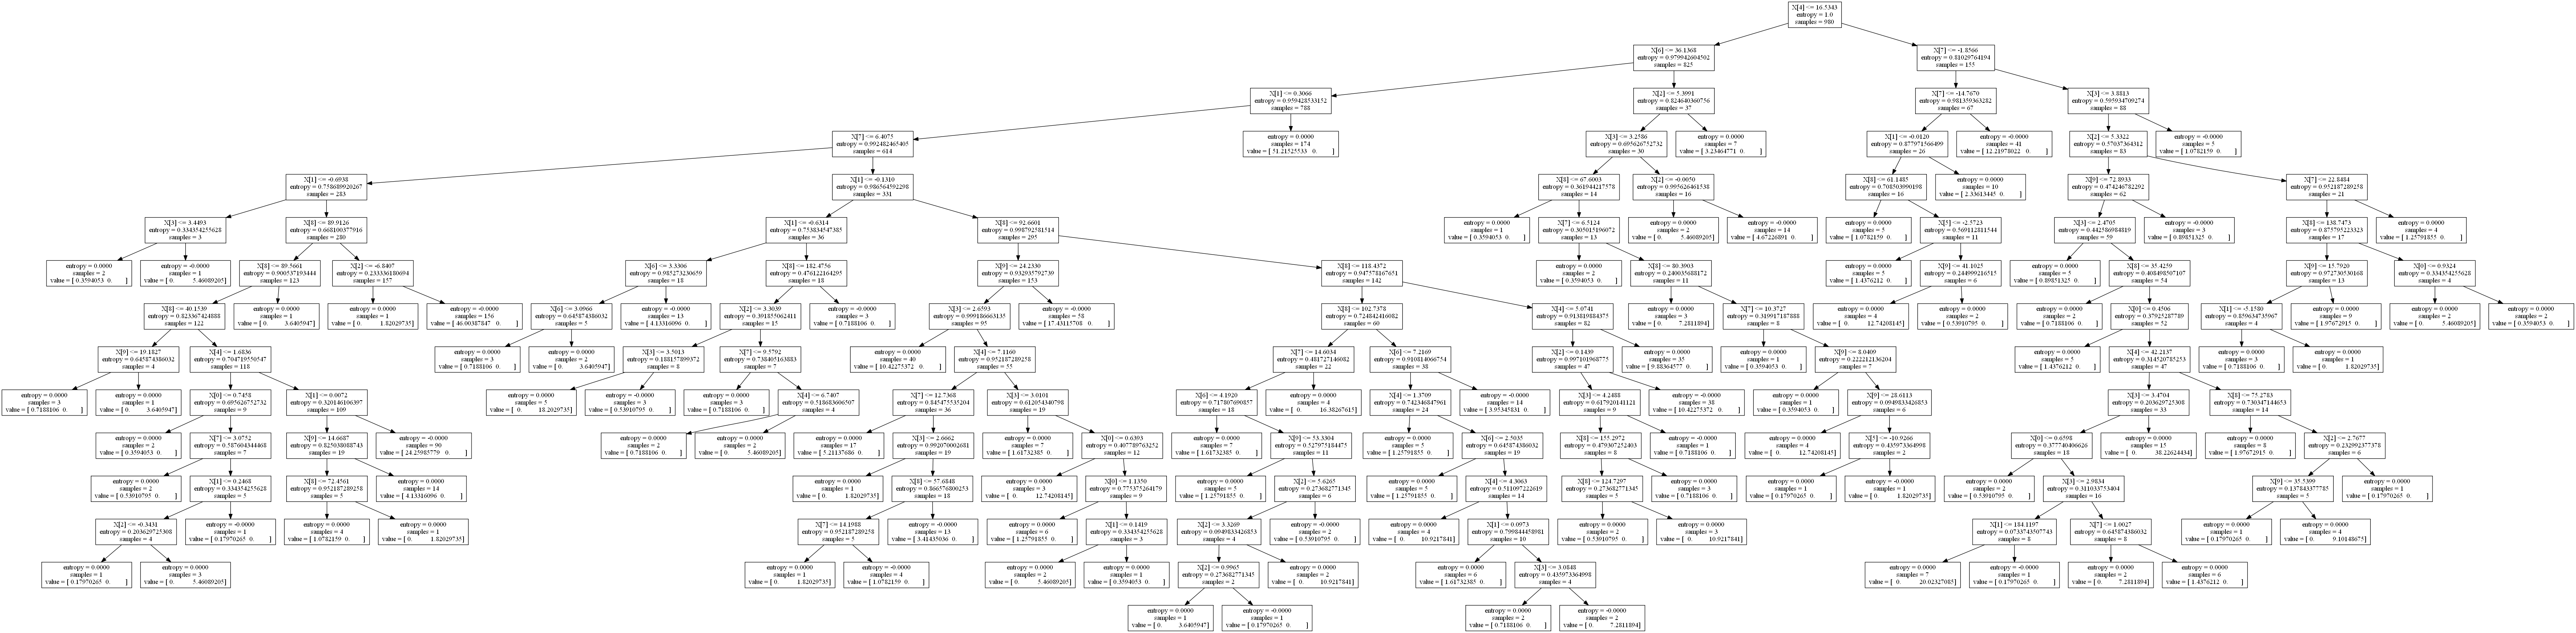 X[4] <= 16.5343
entropy = 1.0
samples = 980
X[6] <= 36.1368
entropy = 0.979942604502
samples = 825
X[7] <= -1.8566
entropy = 0.81029764194
samples = 155
X[1] <= 0.3066
entropy = 0.959428533152
samples = 788
X[2] <= 5.3991
entropy = 0.824640360756
samples = 37
X[7] <= -14.7670
entropy = 0.981359363282
samples = 67
X[3] <= 3.8813
entropy = 0.595934709274
samples = 88
X[7] <= 6.4075
entropy = 0.992482465405
samples = 614
entropy = 0.0000
samples = 174
value = [ 51.21525533 0. ]
X[3] <= 3.2586
entropy = 0.695626752732
samples = 30
entropy = 0.0000
samples = 7
value = [ 3.23464771 0. ]
X[1] <= -0.0120
entropy = 0.877971566499
samples = 26
entropy = -0.0000
samples = 41
value = [ 12.21978022 0. ]
X[2] <= 5.3322
entropy = 0.57037364312
samples = 83
entropy = -0.0000
samples = 5
value = [ 1.0782159 0. ]
X[1] <= -0.6938
entropy = 0.758689920267
samples = 283
X[1] <= -0.1310
entropy = 0.986564592298
samples = 331
X[8] <= 67.6003
entropy = 0.361944217578
samples = 14
X[2] <= -0.0050
entropy = 0.995626461538
samples = 16
X[8] <= 61.1485
entropy = 0.708503990198
samples = 16
entropy = 0.0000
samples = 10
value = [ 2.33613445 0. ]
X[9] <= 72.8933
entropy = 0.474246782292
samples = 62
X[7] <= 22.8484
entropy = 0.952187289258
samples = 21
X[3] <= 3.4493
entropy = 0.334354255628
samples = 3
X[8] <= 89.9126
entropy = 0.668100377916
samples = 280
X[1] <= -0.6314
entropy = 0.753834547385
samples = 36
X[8] <= 92.6601
entropy = 0.998792581514
samples = 295
entropy = 0.0000
samples = 1
value = [ 0.3594053 0. ]
X[7] <= 6.5124
entropy = 0.305015196072
samples = 13
entropy = 0.0000
samples = 2
value = [ 0. 5.46089205]
entropy = -0.0000
samples = 14
value = [ 4.67226891 0. ]
entropy = 0.0000
samples = 5
value = [ 1.0782159 0. ]
X[5] <= -2.5723
entropy = 0.569112811544
samples = 11
X[3] <= 2.4705
entropy = 0.442586984819
samples = 59
entropy = -0.0000
samples = 3
value = [ 0.89851325 0. ]
X[8] <= 138.7473
entropy = 0.875795223323
samples = 17
entropy = 0.0000
samples = 4
value = [ 1.25791855 0. ]
entropy = 0.0000
samples = 2
value = [ 0.3594053 0. ]
entropy = -0.0000
samples = 1
value = [ 0. 5.46089205]
X[8] <= 89.5661
entropy = 0.900537193444
samples = 123
X[2] <= -6.8407
entropy = 0.233336180694
samples = 157
X[6] <= 3.3306
entropy = 0.985273230659
samples = 18
X[8] <= 182.4756
entropy = 0.476122164295
samples = 18
X[9] <= 24.2330
entropy = 0.932935792739
samples = 153
X[8] <= 118.4372
entropy = 0.947578167651
samples = 142
entropy = 0.0000
samples = 2
value = [ 0.3594053 0. ]
X[8] <= 80.3903
entropy = 0.240035688172
samples = 11
entropy = 0.0000
samples = 5
value = [ 1.4376212 0. ]
X[9] <= 41.1025
entropy = 0.244999216515
samples = 6
entropy = 0.0000
samples = 5
value = [ 0.89851325 0. ]
X[8] <= 35.4259
entropy = 0.408498507107
samples = 54
X[9] <= 15.7920
entropy = 0.972730530168
samples = 13
X[0] <= 0.9324
entropy = 0.334354255628
samples = 4
X[8] <= 40.1539
entropy = 0.823367424888
samples = 122
entropy = 0.0000
samples = 1
value = [ 0. 3.6405947]
entropy = 0.0000
samples = 1
value = [ 0. 1.82029735]
entropy = -0.0000
samples = 156
value = [ 46.00387847 0. ]
X[6] <= 3.0966
entropy = 0.645874386032
samples = 5
entropy = -0.0000
samples = 13
value = [ 4.13316096 0. ]
X[2] <= 3.3039
entropy = 0.391855062411
samples = 15
entropy = -0.0000
samples = 3
value = [ 0.7188106 0. ]
X[3] <= 2.6593
entropy = 0.999186663135
samples = 95
entropy = -0.0000
samples = 58
value = [ 17.43115708 0. ]
X[8] <= 102.7378
entropy = 0.724842416082
samples = 60
X[4] <= 5.0741
entropy = 0.913819884375
samples = 82
entropy = -0.0000
samples = 3
value = [ 0. 7.2811894]
X[7] <= 10.3727
entropy = 0.319917187888
samples = 8
entropy = 0.0000
samples = 4
value = [ 0. 12.74208145]
entropy = 0.0000
samples = 2
value = [ 0.53910795 0. ]
entropy = -0.0000
samples = 2
value = [ 0.7188106 0. ]
X[0] <= 0.4506
entropy = 0.37925287789
samples = 52
X[1] <= -5.1580
entropy = 0.859634735967
samples = 4
entropy = 0.0000
samples = 9
value = [ 1.97672915 0. ]
entropy = 0.0000
samples = 2
value = [ 0. 5.46089205]
entropy = 0.0000
samples = 2
value = [ 0.3594053 0. ]
X[9] <= 19.1827
entropy = 0.645874386032
samples = 4
X[4] <= 1.6836
entropy = 0.704719550547
samples = 118
entropy = 0.0000
samples = 3
value = [ 0.7188106 0. ]
entropy = 0.0000
samples = 2
value = [ 0. 3.6405947]
X[3] <= 3.5013
entropy = 0.188157899372
samples = 8
X[7] <= 9.5792
entropy = 0.738405163883
samples = 7
entropy = 0.0000
samples = 40
value = [ 10.42275372 0. ]
X[4] <= 7.1160
entropy = 0.952187289258
samples = 55
X[7] <= 14.6034
entropy = 0.481727146082
samples = 22
X[6] <= 7.2169
entropy = 0.910814066754
samples = 38
X[2] <= 0.1439
entropy = 0.997101968775
samples = 47
entropy = 0.0000
samples = 35
value = [ 9.88364577 0. ]
entropy = 0.0000
samples = 1
value = [ 0.3594053 0. ]
X[9] <= 8.0409
entropy = 0.222212136204
samples = 7
entropy = 0.0000
samples = 5
value = [ 1.4376212 0. ]
X[4] <= 42.2137
entropy = 0.314520785253
samples = 47
entropy = 0.0000
samples = 3
value = [ 0.7188106 0. ]
entropy = 0.0000
samples = 1
value = [ 0. 1.82029735]
entropy = 0.0000
samples = 3
value = [ 0.7188106 0. ]
entropy = 0.0000
samples = 1
value = [ 0. 3.6405947]
X[0] <= 0.7458
entropy = 0.695626752732
samples = 9
X[1] <= 0.0072
entropy = 0.320146106397
samples = 109
entropy = 0.0000
samples = 5
value = [ 0. 18.2029735]
entropy = -0.0000
samples = 3
value = [ 0.53910795 0. ]
entropy = 0.0000
samples = 3
value = [ 0.7188106 0. ]
X[4] <= 6.7407
entropy = 0.518683606507
samples = 4
X[7] <= 12.7368
entropy = 0.845475535204
samples = 36
X[3] <= 3.0101
entropy = 0.612054340798
samples = 19
X[6] <= 4.1920
entropy = 0.717807690857
samples = 18
entropy = 0.0000
samples = 4
value = [ 0. 16.38267615]
X[4] <= 1.3709
entropy = 0.742346847961
samples = 24
entropy = -0.0000
samples = 14
value = [ 3.95345831 0. ]
X[3] <= 4.2488
entropy = 0.617920141121
samples = 9
entropy = -0.0000
samples = 38
value = [ 10.42275372 0. ]
entropy = 0.0000
samples = 1
value = [ 0.3594053 0. ]
X[9] <= 28.6113
entropy = 0.0949833426853
samples = 6
X[3] <= 3.4704
entropy = 0.203629725308
samples = 33
X[8] <= 75.2783
entropy = 0.730347144653
samples = 14
entropy = 0.0000
samples = 2
value = [ 0.3594053 0. ]
X[7] <= 3.0752
entropy = 0.587604344468
samples = 7
X[9] <= 14.6687
entropy = 0.825038088743
samples = 19
entropy = -0.0000
samples = 90
value = [ 24.25985779 0. ]
entropy = 0.0000
samples = 2
value = [ 0.7188106 0. ]
entropy = 0.0000
samples = 2
value = [ 0. 5.46089205]
entropy = 0.0000
samples = 17
value = [ 5.21137686 0. ]
X[3] <= 2.6662
entropy = 0.992070002681
samples = 19
entropy = 0.0000
samples = 7
value = [ 1.61732385 0. ]
X[0] <= 0.6393
entropy = 0.407789763252
samples = 12
entropy = 0.0000
samples = 7
value = [ 1.61732385 0. ]
X[9] <= 53.3304
entropy = 0.527975184475
samples = 11
entropy = 0.0000
samples = 5
value = [ 1.25791855 0. ]
X[6] <= 2.5035
entropy = 0.645874386032
samples = 19
X[8] <= 155.2972
entropy = 0.479307252403
samples = 8
entropy = -0.0000
samples = 1
value = [ 0.7188106 0. ]
entropy = 0.0000
samples = 4
value = [ 0. 12.74208145]
X[5] <= -10.9266
entropy = 0.435973364998
samples = 2
X[0] <= 0.6598
entropy = 0.377740406626
samples = 18
entropy = 0.0000
samples = 15
value = [ 0. 38.22624434]
entropy = 0.0000
samples = 8
value = [ 1.97672915 0. ]
X[2] <= 2.7677
entropy = 0.232992377378
samples = 6
entropy = 0.0000
samples = 2
value = [ 0.53910795 0. ]
X[1] <= 0.2468
entropy = 0.334354255628
samples = 5
X[8] <= 72.4561
entropy = 0.952187289258
samples = 5
entropy = 0.0000
samples = 14
value = [ 4.13316096 0. ]
entropy = 0.0000
samples = 1
value = [ 0. 1.82029735]
X[8] <= 57.6848
entropy = 0.866576800253
samples = 18
entropy = 0.0000
samples = 3
value = [ 0. 12.74208145]
X[0] <= 1.1350
entropy = 0.775375264179
samples = 9
entropy = 0.0000
samples = 5
value = [ 1.25791855 0. ]
X[2] <= 5.6265
entropy = 0.273682771345
samples = 6
entropy = 0.0000
samples = 5
value = [ 1.25791855 0. ]
X[4] <= 4.3063
entropy = 0.511097222619
samples = 14
X[8] <= 124.7297
entropy = 0.273682771345
samples = 5
entropy = 0.0000
samples = 3
value = [ 0.7188106 0. ]
entropy = 0.0000
samples = 1
value = [ 0.17970265 0. ]
entropy = -0.0000
samples = 1
value = [ 0. 1.82029735]
entropy = 0.0000
samples = 2
value = [ 0.53910795 0. ]
X[3] <= 2.9834
entropy = 0.311033753404
samples = 16
X[9] <= 35.5399
entropy = 0.137843377785
samples = 5
entropy = 0.0000
samples = 1
value = [ 0.17970265 0. ]
X[2] <= -0.3431
entropy = 0.203629725308
samples = 4
entropy = -0.0000
samples = 1
value = [ 0.17970265 0. ]
entropy = 0.0000
samples = 4
value = [ 1.0782159 0. ]
entropy = 0.0000
samples = 1
value = [ 0. 1.82029735]
X[7] <= 14.1988
entropy = 0.952187289258
samples = 5
entropy = -0.0000
samples = 13
value = [ 3.41435036 0. ]
entropy = 0.0000
samples = 6
value = [ 1.25791855 0. ]
X[1] <= 0.1419
entropy = 0.334354255628
samples = 3
X[2] <= 3.3269
entropy = 0.0949833426853
samples = 4
entropy = -0.0000
samples = 2
value = [ 0.53910795 0. ]
entropy = 0.0000
samples = 4
value = [ 0. 10.9217841]
X[1] <= 0.0973
entropy = 0.799844458981
samples = 10
entropy = 0.0000
samples = 2
value = [ 0.53910795 0. ]
entropy = 0.0000
samples = 3
value = [ 0. 10.9217841]
X[1] <= 184.1197
entropy = 0.0733743507743
samples = 8
X[7] <= 1.0027
entropy = 0.645874386032
samples = 8
entropy = 0.0000
samples = 1
value = [ 0.17970265 0. ]
entropy = 0.0000
samples = 4
value = [ 0. 9.10148675]
entropy = 0.0000
samples = 1
value = [ 0.17970265 0. ]
entropy = 0.0000
samples = 3
value = [ 0. 5.46089205]
entropy = 0.0000
samples = 1
value = [ 0. 1.82029735]
entropy = -0.0000
samples = 4
value = [ 1.0782159 0. ]
entropy = 0.0000
samples = 2
value = [ 0. 5.46089205]
entropy = 0.0000
samples = 1
value = [ 0.3594053 0. ]
X[2] <= 0.9965
entropy = 0.273682771345
samples = 2
entropy = 0.0000
samples = 2
value = [ 0. 10.9217841]
entropy = 0.0000
samples = 6
value = [ 1.61732385 0. ]
X[3] <= 3.0848
entropy = 0.435973364998
samples = 4
entropy = 0.0000
samples = 7
value = [ 0. 20.02327085]
entropy = -0.0000
samples = 1
value = [ 0.17970265 0. ]
entropy = 0.0000
samples = 2
value = [ 0. 7.2811894]
entropy = 0.0000
samples = 6
value = [ 1.4376212 0. ]
entropy = 0.0000
samples = 1
value = [ 0. 3.6405947]
entropy = -0.0000
samples = 1
value = [ 0.17970265 0. ]
entropy = 0.0000
samples = 2
value = [ 0.7188106 0. ]
entropy = -0.0000
samples = 2
value = [ 0. 7.2811894]